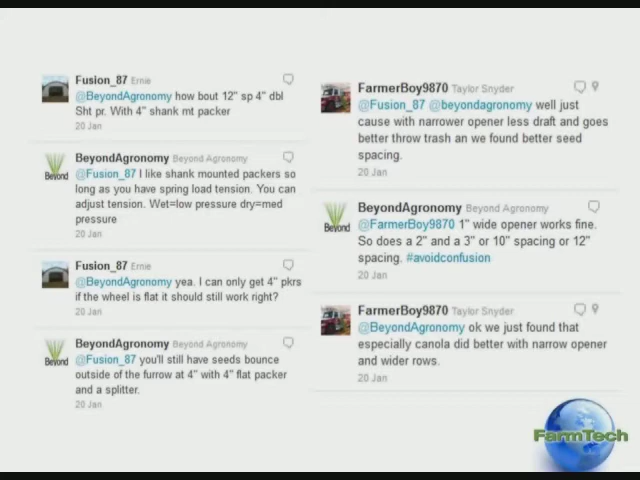 Fusion_87 Ernie
@BeyondAgronomy how bout 12" sp 4" dbl
Sht pr. With 4" shank mt packer
20 Jan
BeyondAgronomy Beyond Agronomy
@Fusion_87 I like shank mounted packers so
long as you have spring load tension. You can
adjust tension. Wet=low pressure dry=med
pressure
20 Jan
Beyond
Fusion_87 Ernie
@BeyondAgronomy yea. I can only get 4" pkrs
if the wheel is flat it should still work right?
20 Jan
BeyondAgronomy Beyond Agronomy
@Fusion_87 you'll still have seeds bounce
outside of the furrow at 4" with 4" flat packer
and a splitter.
20 Jan
Beyond
FarmerBoy9870 Taylor Snyder
@Fusion_87 @beyondagronomy well just
cause with narrower opener less draft and goes
better throw trash an we found better seed
spacing.
20 Jan
BeyondAgronomy Beyond Agronomy
@FarmerBoy9870 1" wide opener works fine.
So does a 2" and a 3" or 10" spacing or 12"
spacing. #avoidconfusion
20 Jan
Beyond
FarmerBoy9870 Taylor Snyder
@BeyondAgronomy ok we just found that
especially canola did better with narrow opener
and wider rows.
20 Jan
FarmTech